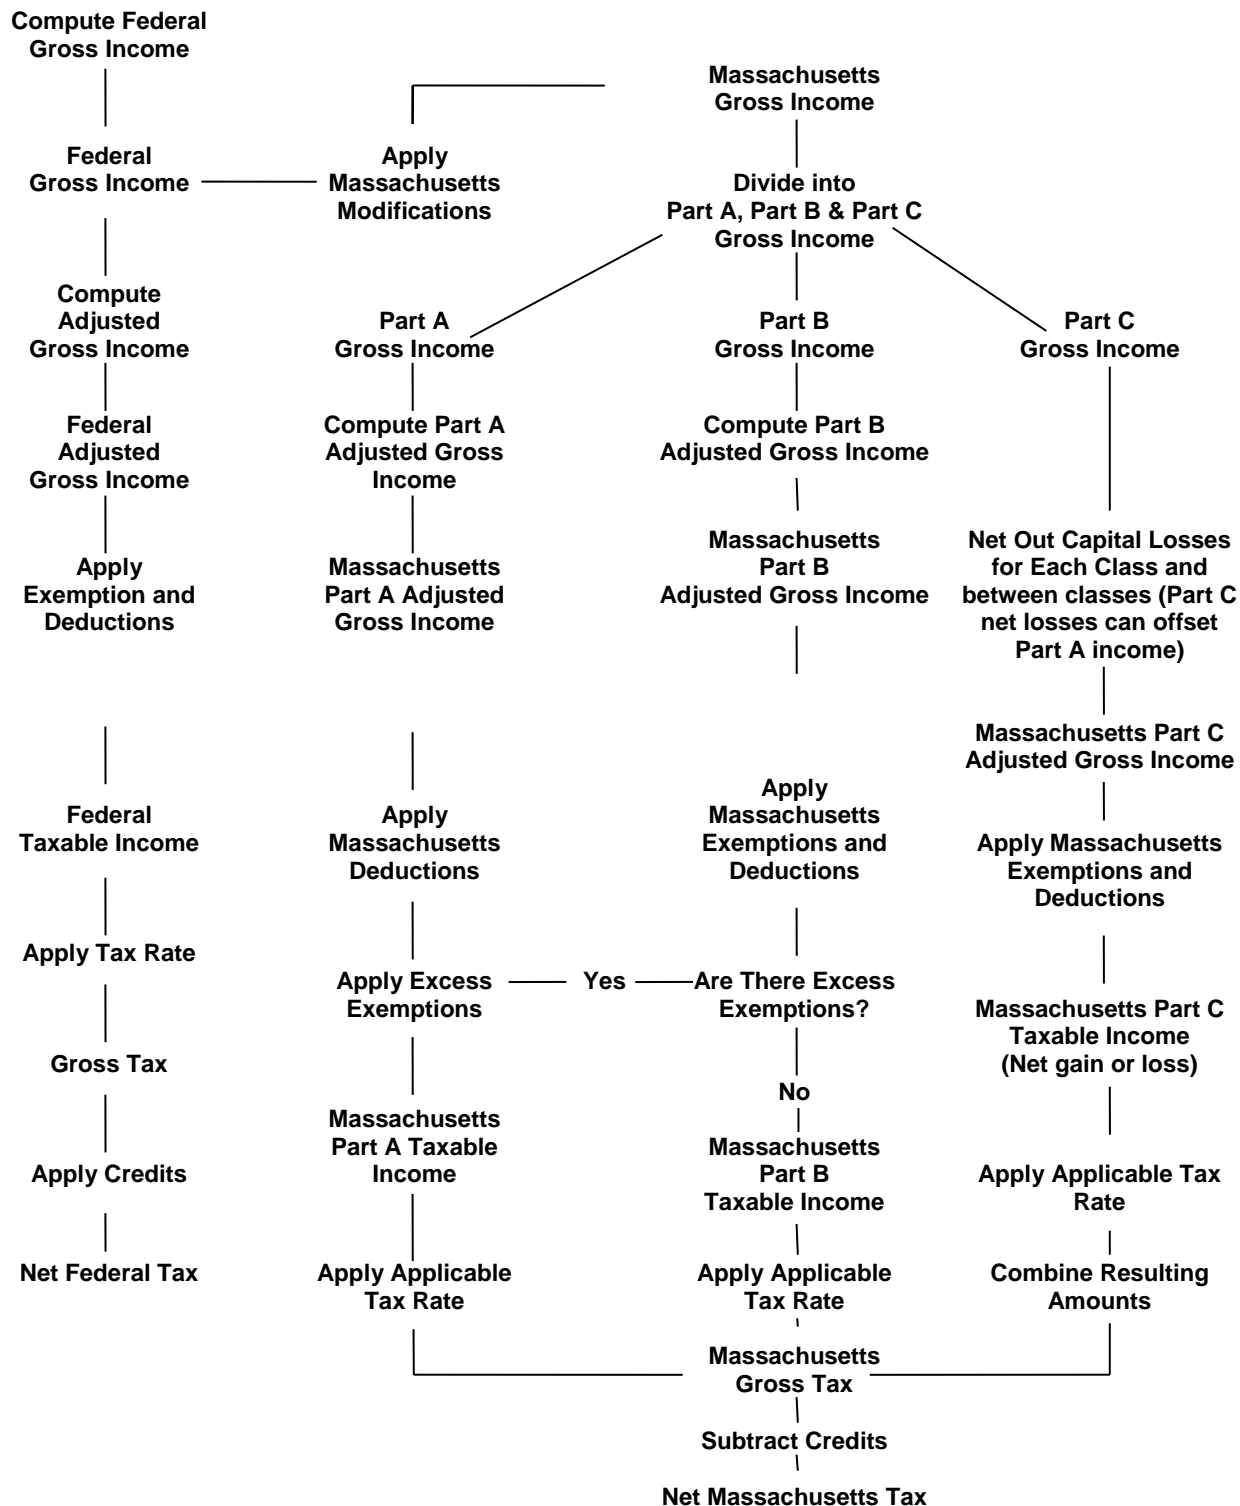 Compute Federal
Gross Income
Massachusetts
Gross Income
Federal
Gross Income
Apply
Massachusetts
Modifications
Divide into
Part A, Part B & Part C
Gross Income
Compute
Adjusted
Gross Income
Part A
Gross Income
Part B
Gross Income
Part C
Gross Income
Federal
Adjusted
Gross Income
Compute Part A
Adjusted Gross
Income
Compute Part B
Adjusted Gross Income
Apply
Exemption and
Deductions
Massachusetts
Part A Adjusted
Gross Income
Massachusetts
Part B
Adjusted Gross Income
Net Out Capital Losses
for Each Class and
between classes (Part C
net losses can offset
Part A income)
Massachusetts Part C
Adjusted Gross Income
Federal
Taxable Income
Apply
Massachusetts
Deductions
Apply
Massachusetts
Exemptions and
Deductions
Apply Massachusetts
Exemptions and
Deductions
Apply Tax Rate
Apply Excess
Exemptions
Yes
Are There Excess
Exemptions?
Massachusetts Part C
Taxable Income
(Net gain or loss)
Gross Tax
No
Massachusetts
Part A Taxable
Income
Massachusetts
Part B
Taxable Income
Apply Credits
Apply Applicable Tax
Rate
Net Federal Tax
Apply Applicable
Tax Rate
Apply Applicable
Tax Rate
Combine Resulting
Amounts
Massachusetts
Gross Tax
Subtract Credits
Net Massachusetts Tax